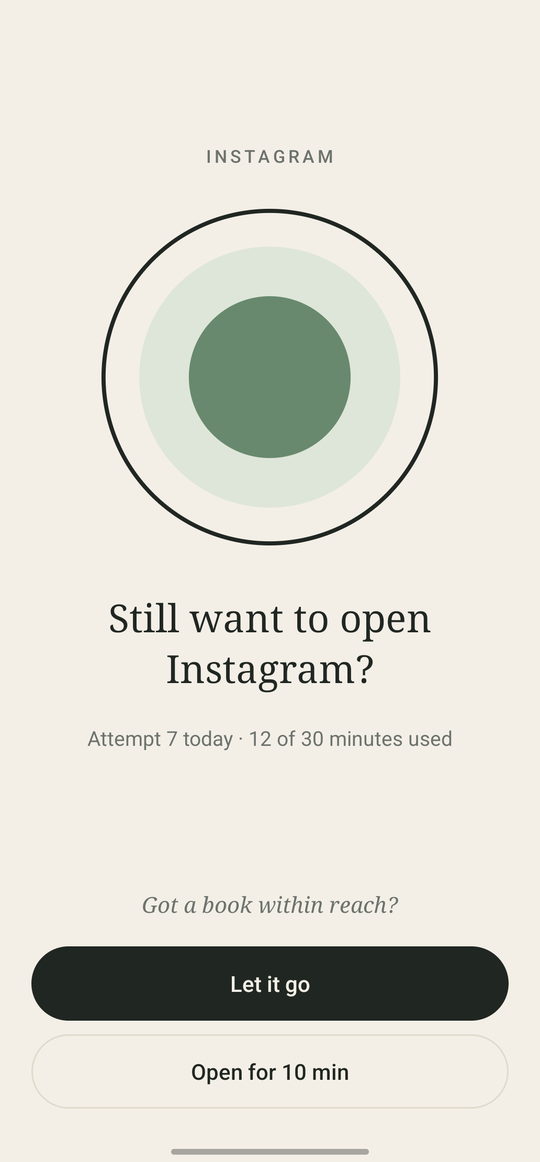 INSTAGRAM
Still want to open
Instagram?
Attempt 7 today · 12 of 30 minutes used
Got a book within reach?
Let it go
Open for 10 min